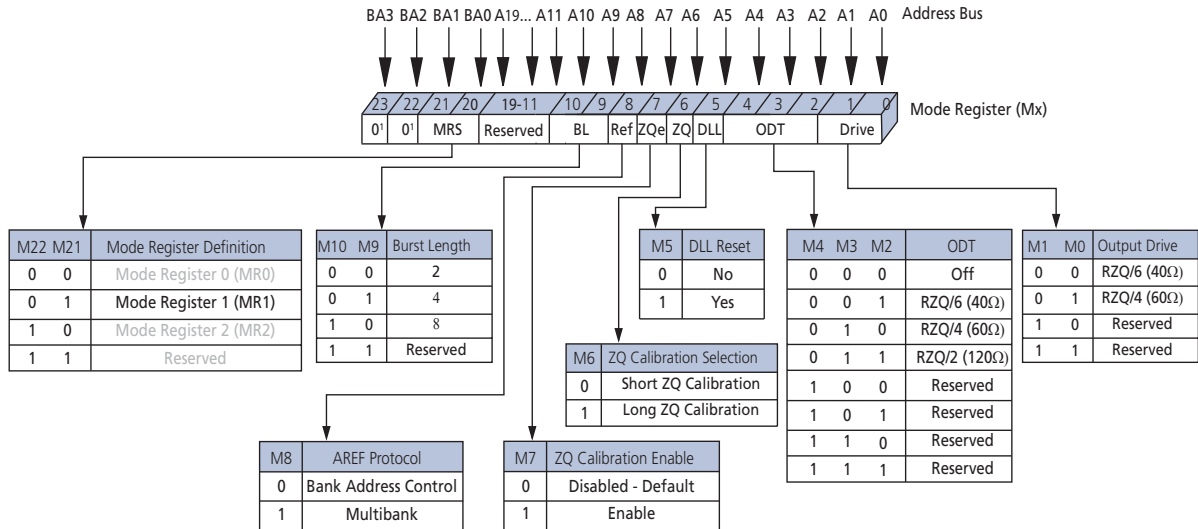 BA3 BA2 BA1 BA0 A19... A11 A10 A9 A8 A7 A6 A5 A4 A3 A2 A1 A0 Address Bus
23 22 21 20 19-11 10 9 8 7 6 5 4 3 2 1 0 Mode Register (Mx)
0¹ 0¹ MRS Reserved BL Ref ZQe ZQ DLL ODT Drive
M22 M21 Mode Register Definition
0 0 Mode Register 0 (MR0)
0 1 Mode Register 1 (MR1)
1 0 Mode Register 2 (MR2)
1 1 Reserved
M10 M9 Burst Length
0 0 2
0 1 4
1 0 8
1 1 Reserved
M5 DLL Reset
0 No
1 Yes
M4 M3 M2 ODT
0 0 0 Off
0 0 1 RZQ/6 (40Ω)
0 1 0 RZQ/4 (60Ω)
0 1 1 RZQ/2 (120Ω)
1 0 0 Reserved
1 0 1 Reserved
1 1 0 Reserved
1 1 1 Reserved
M1 M0 Output Drive
0 0 RZQ/6 (40Ω)
0 1 RZQ/4 (60Ω)
1 0 Reserved
1 1 Reserved
M6 ZQ Calibration Selection
0 Short ZQ Calibration
1 Long ZQ Calibration
M8 AREF Protocol
0 Bank Address Control
1 Multibank
M7 ZQ Calibration Enable
0 Disabled - Default
1 Enable